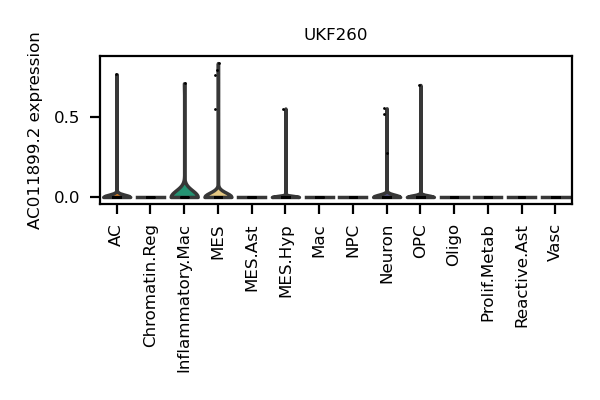 UKF260
AC011899.2 expression
0.5
0.0
AC
Chromatin.Reg
Inflammatory.Mac
MES
MES.Ast
MES.Hyp
Mac
NPC
Neuron
OPC
Oligo
Prolif.Metab
Reactive.Ast
Vasc